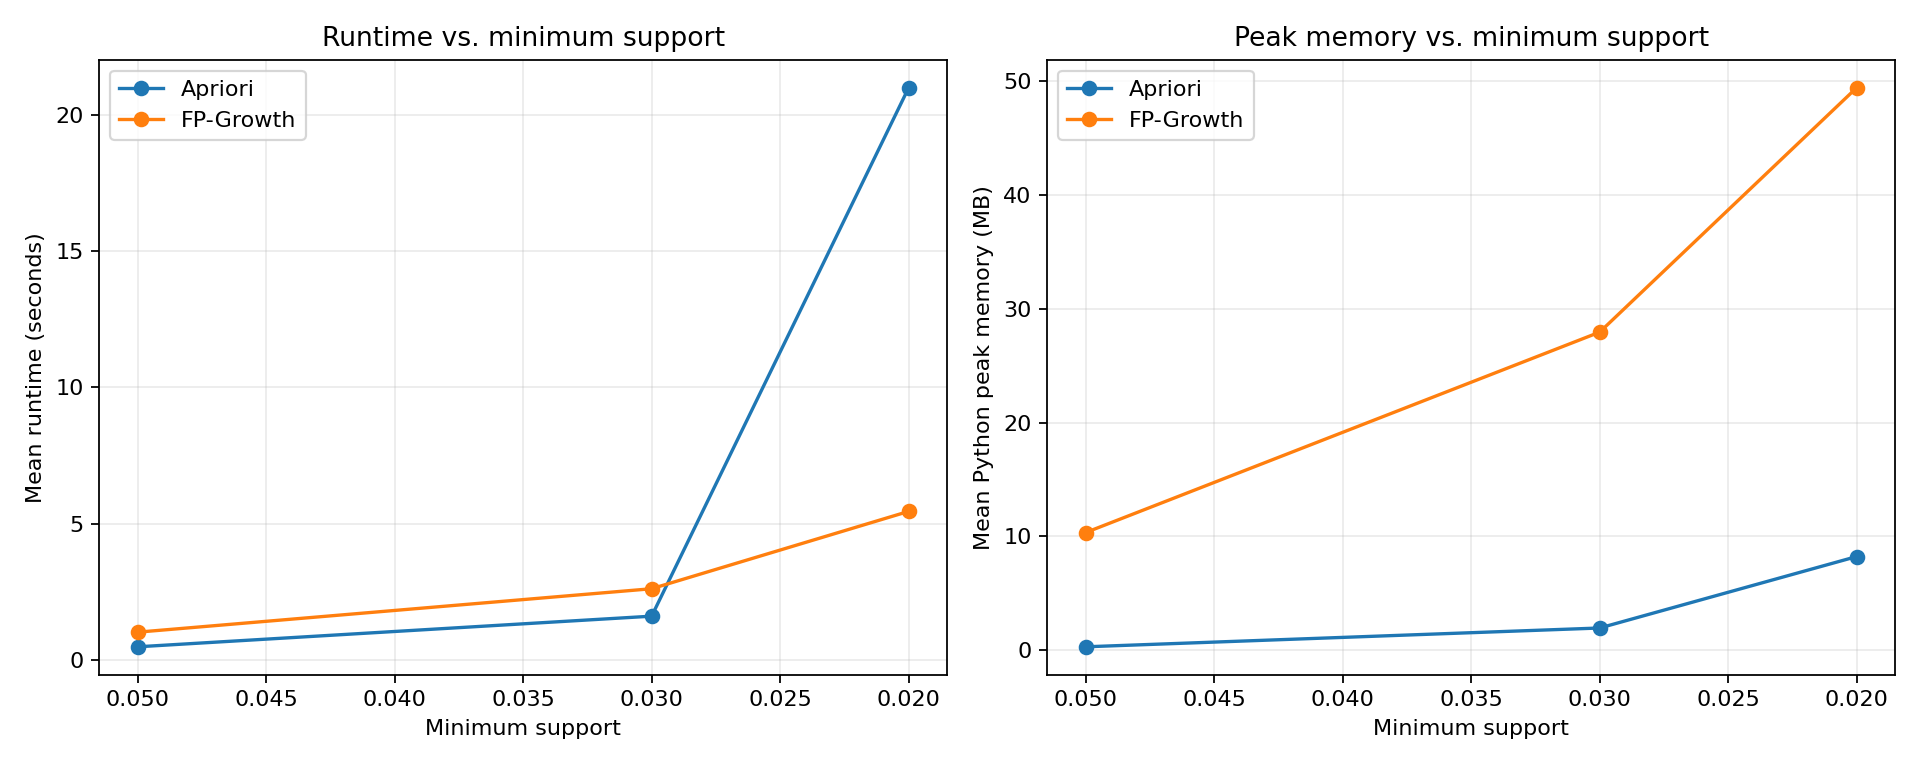 Runtime vs. minimum support
Apriori
FP-Growth
Mean runtime (seconds)
20
15
10
5
0
0.050 0.045 0.040 0.035 0.030 0.025 0.020
Minimum support
Peak memory vs. minimum support
Apriori
FP-Growth
Mean Python peak memory (MB)
50
40
30
20
10
0
0.050 0.045 0.040 0.035 0.030 0.025 0.020
Minimum support